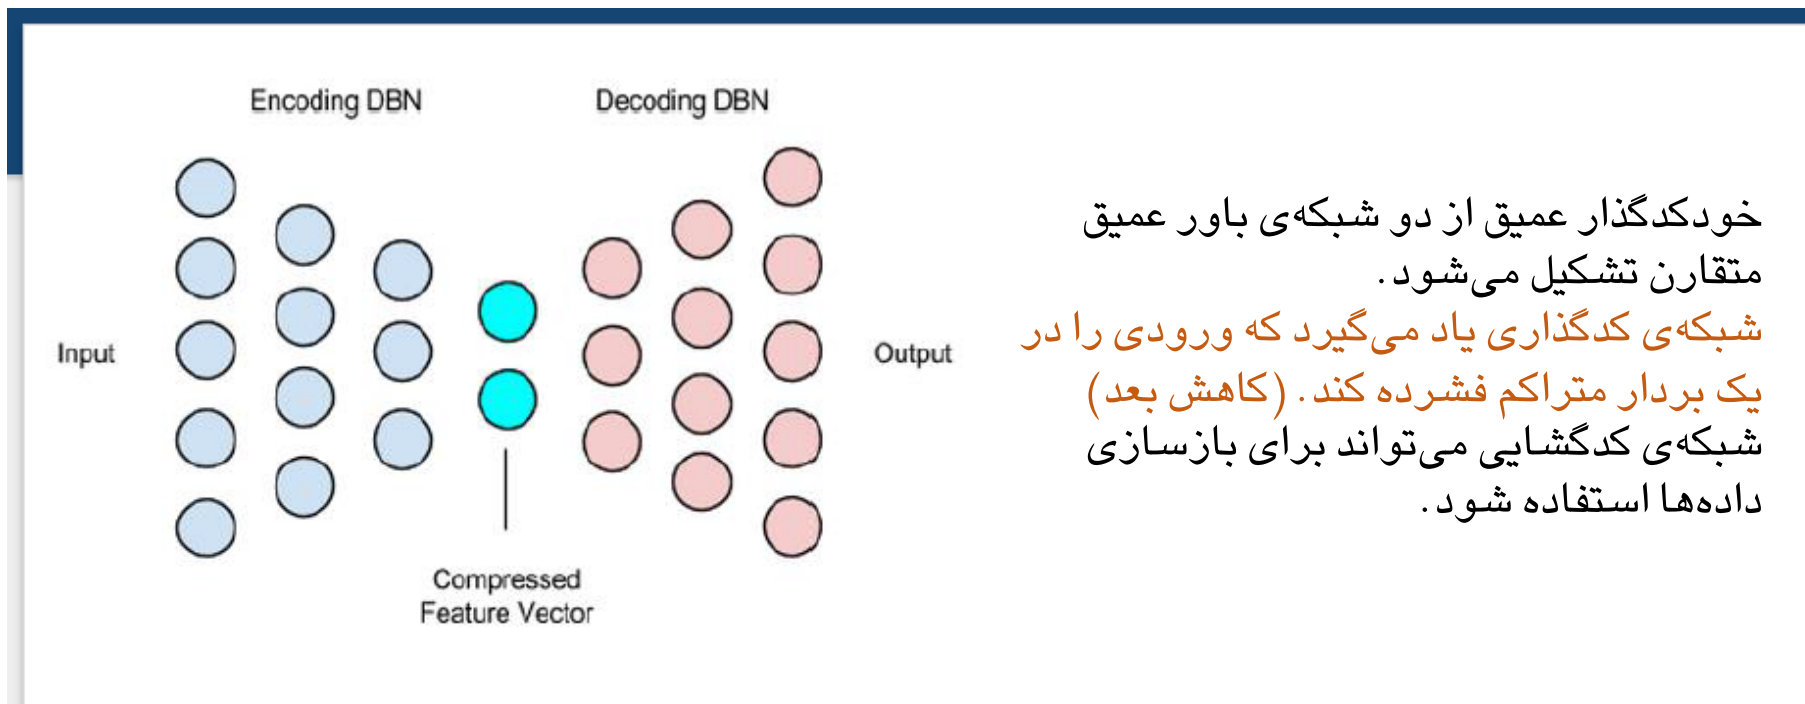 Encoding DBN
Decoding DBN
Input
Output
Compressed
Feature Vector
خودکدگذار عمیق از دو شبکه‌ی باور عمیق
متقارن تشکیل می‌شود.
شبکه‌ی کدگذاری یاد می‌گیرد که ورودی را در
یک بردار متراکم فشرده کند. (کاهش بعد)
شبکه‌ی کدگشایی می‌تواند برای بازسازی
داده‌ها استفاده شود.